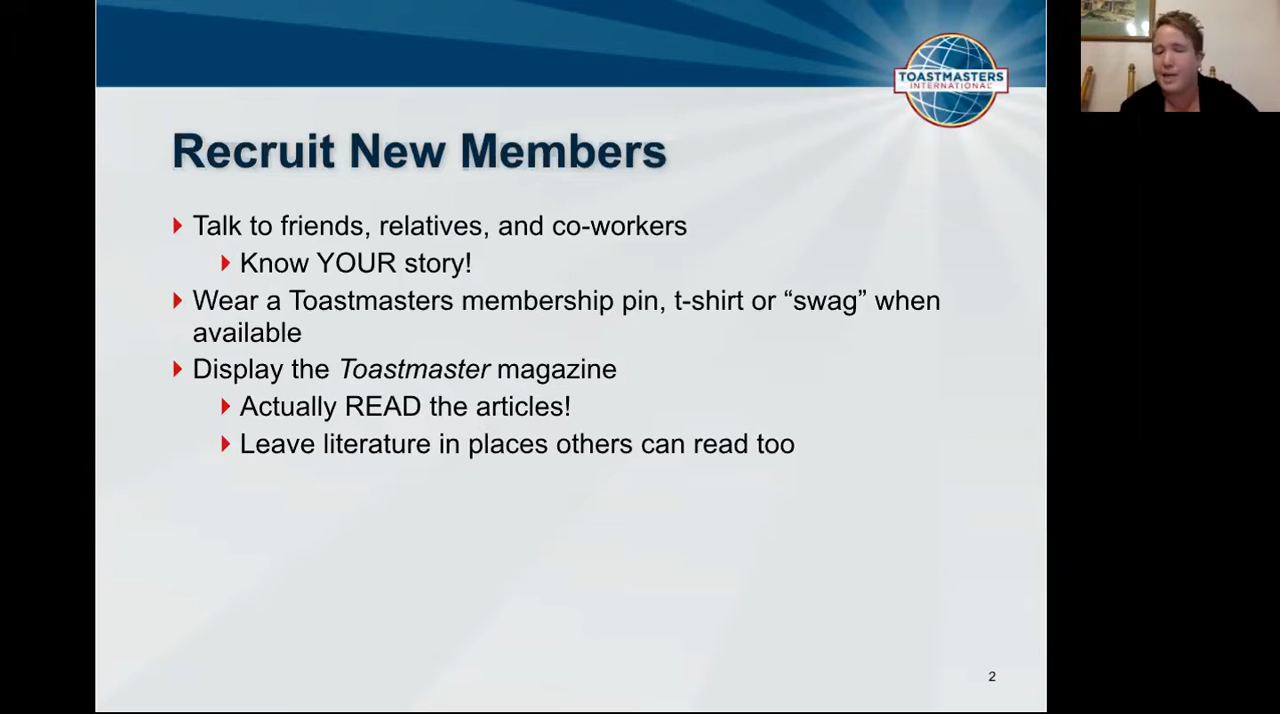 TOASTMASTERS
INTERNATIONAL
Recruit New Members
Talk to friends, relatives, and co-workers
Know YOUR story!
Wear a Toastmasters membership pin, t-shirt or “swag” when
available
Display the Toastmaster magazine
Actually READ the articles!
Leave literature in places others can read too
2